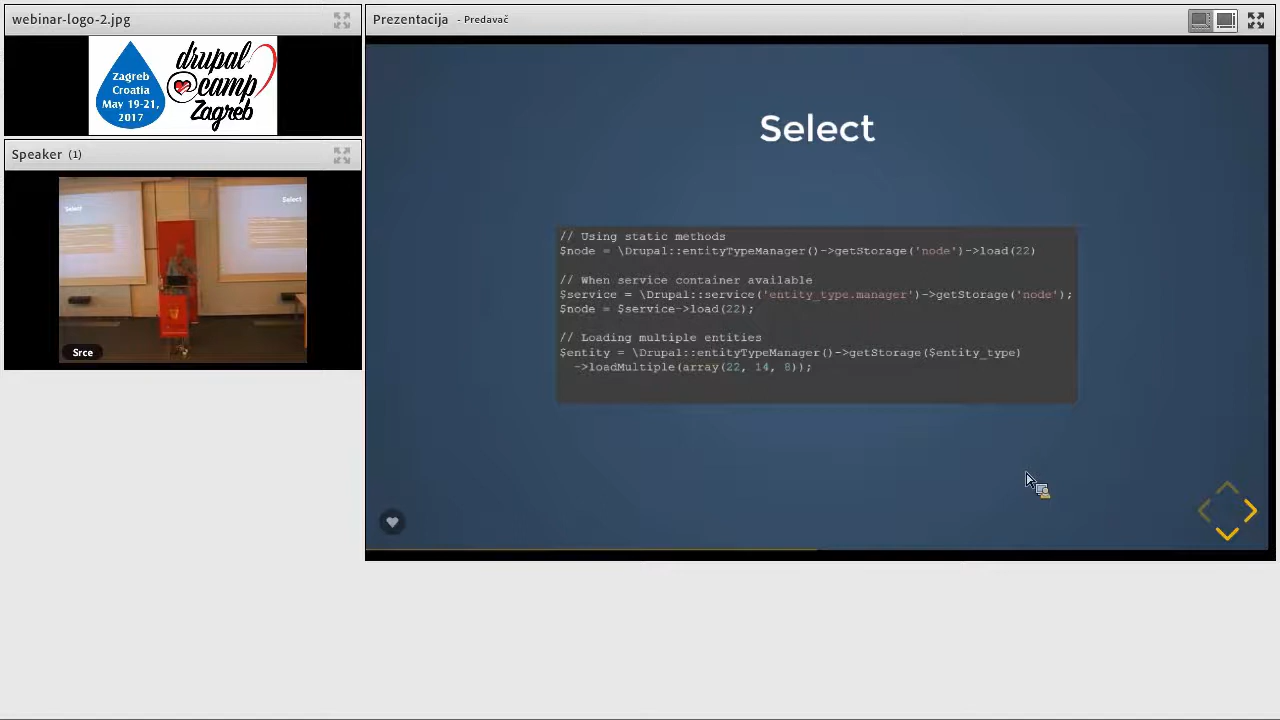 webinar-logo-2.jpg
Zagreb
Croatia
May 19-21,
2017
drupal
camp
Zagreb
Speaker (1)
Select
Select
Srce
Prezentacija - Predavač
Select
// Using static methods
$node = \Drupal::entityTypeManager()->getStorage('node')->load(22)
// When service container available
$service = \Drupal::service('entity_type.manager')->getStorage('node');
$node = $service->load(22);
// Loading multiple entities
$entity = \Drupal::entityTypeManager()->getStorage($entity_type)
->loadMultiple(array(22, 14, 8));